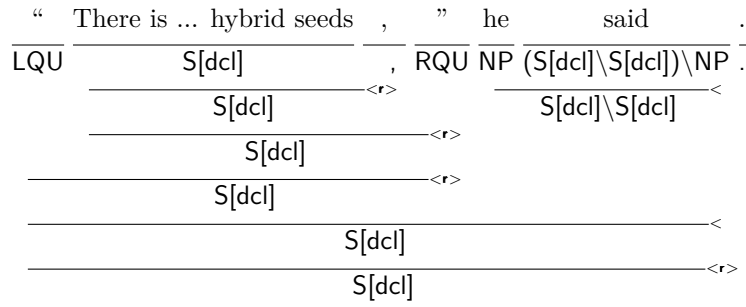 “ There is ... hybrid seeds , ” he said .
LQU S[dcl] , RQU NP (S[dcl]\S[dcl])\NP .
<r> <
S[dcl] S[dcl]\S[dcl]
<r>
S[dcl]
<r>
S[dcl]
<
S[dcl]
<r>
S[dcl]